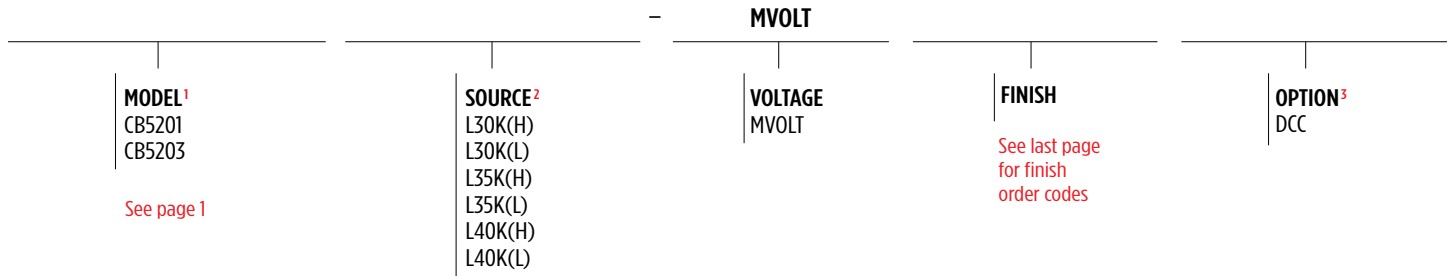 – MVOLT
MODEL¹
CB5201
CB5203
See page 1
SOURCE²
L30K(H)
L30K(L)
L35K(H)
L35K(L)
L40K(H)
L40K(L)
VOLTAGE
MVOLT
FINISH
See last page
for finish
order codes
OPTION³
DCC